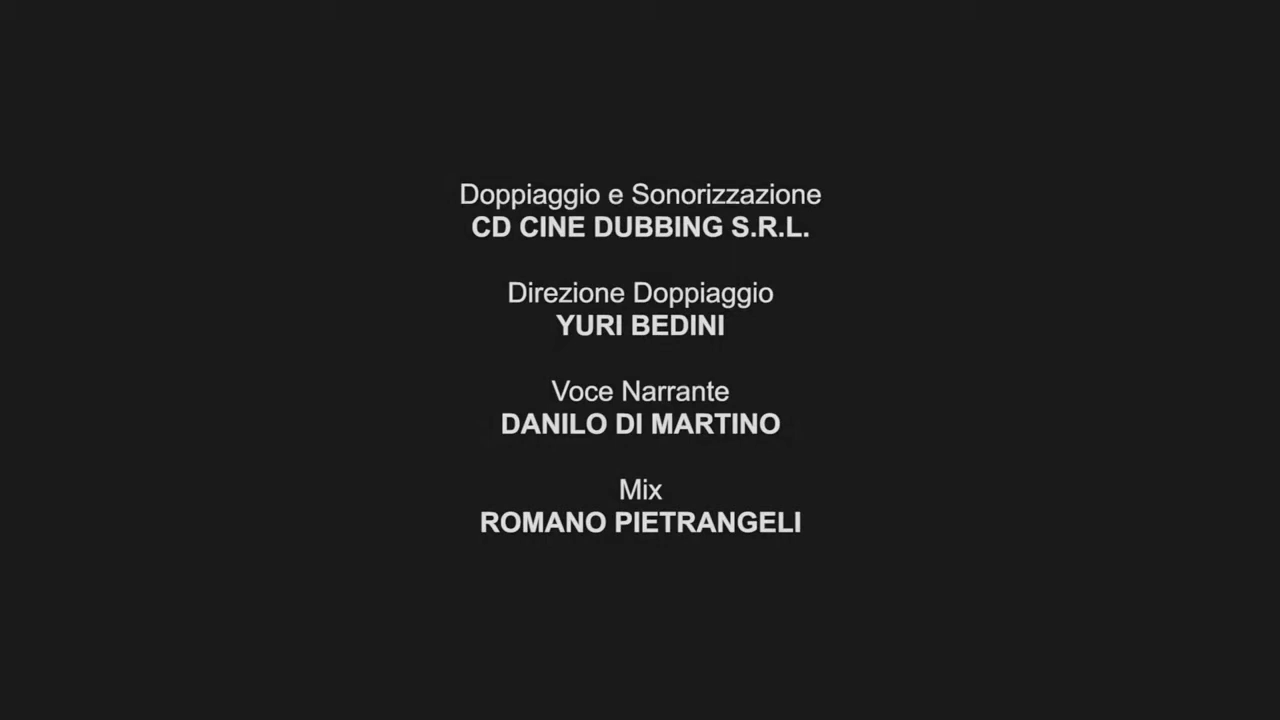 Doppiaggio e Sonorizzazione
CD CINE DUBBING S.R.L.
Direzione Doppiaggio
YURI BEDINI
Voce Narrante
DANILO DI MARTINO
Mix
ROMANO PIETRANGELI